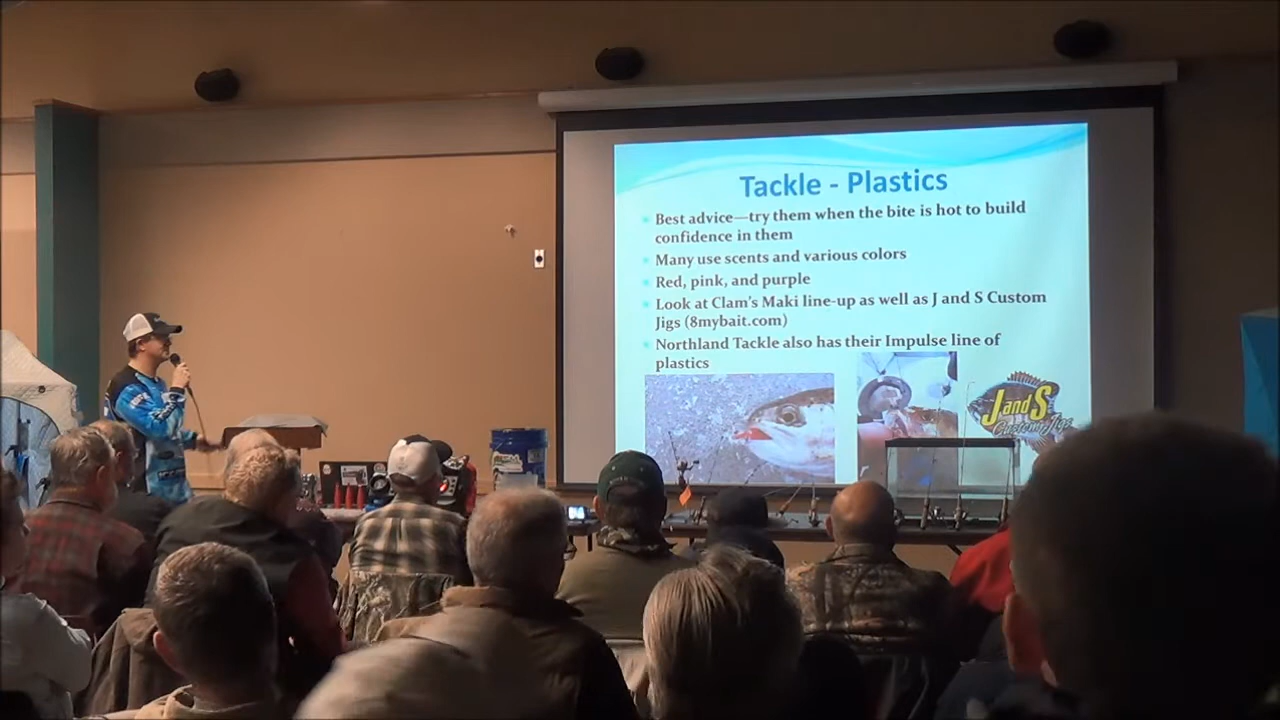 Tackle - Plastics
Best advice—try them when the bite is hot to build
confidence in them
Many use scents and various colors
Red, pink, and purple
Look at Clam's Maki line-up as well as J and S Custom
Jigs (8mybait.com)
Northland Tackle also has their Impulse line of
plastics
J and S
Custom Jigs